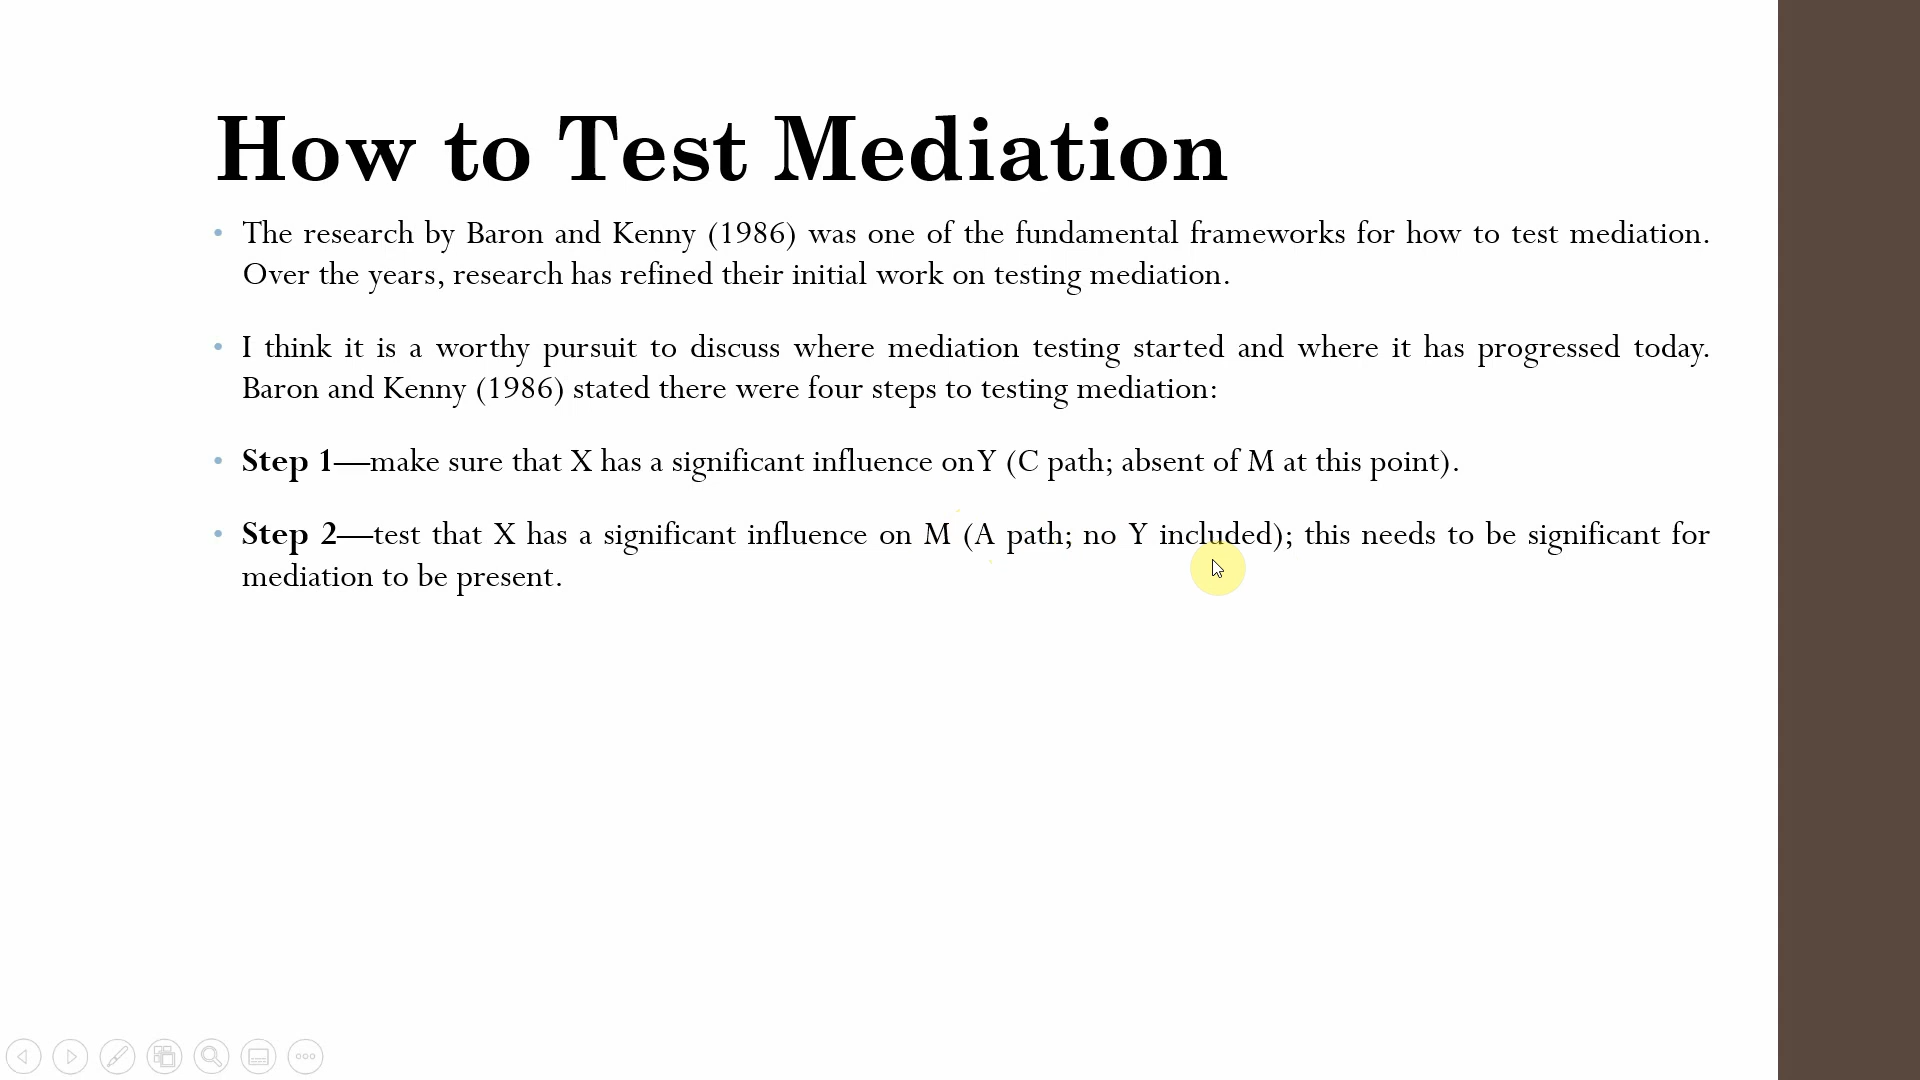 How to Test Mediation
• The research by Baron and Kenny (1986) was one of the fundamental frameworks for how to test mediation.
Over the years, research has refined their initial work on testing mediation.
• I think it is a worthy pursuit to discuss where mediation testing started and where it has progressed today.
Baron and Kenny (1986) stated there were four steps to testing mediation:
• Step 1—make sure that X has a significant influence on Y (C path; absent of M at this point).
• Step 2—test that X has a significant influence on M (A path; no Y included); this needs to be significant for
mediation to be present.